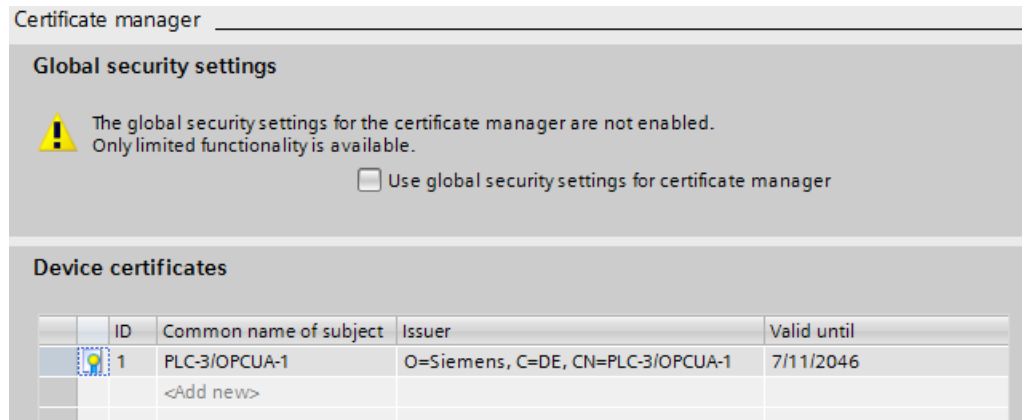 Certificate manager
Global security settings
The global security settings for the certificate manager are not enabled.
Only limited functionality is available.
Use global security settings for certificate manager
Device certificates
ID Common name of subject Issuer Valid until
1 PLC-3/OPCUA-1 O=Siemens, C=DE, CN=PLC-3/OPCUA-1 7/11/2046
<Add new>